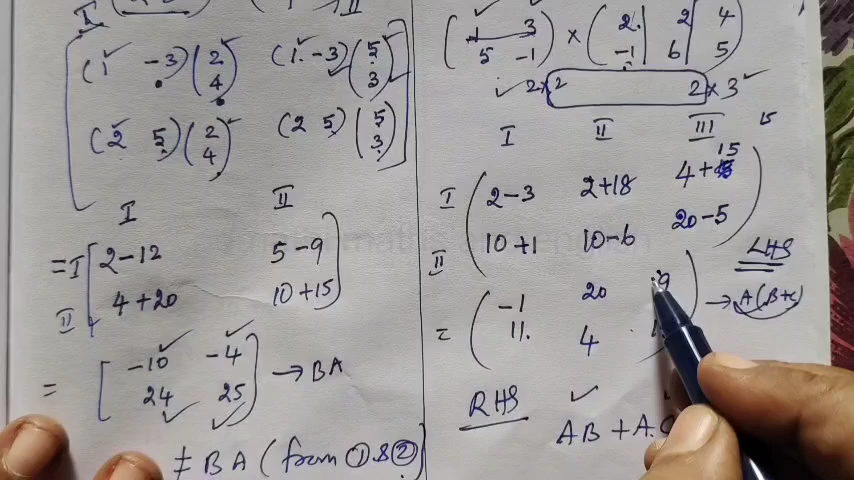 I II
(1 -3) (2 4) (1 -3) (5 3)
(2 5) (2 4) (2 5) (5 3)
I II
= I [ 2-12 5-9
II 4+20 10+15 ]
= [ -10 -4
24 25 ] → BA
≠ BA (from ① & ②)
( 1 3 ) × ( 2 2 4 )
( 5 -1 ) ( -1 6 5 )
2×2 2×3
I II III 15
15
I ( 2-3 2+18 4+
II 10+1 10-6 20-5 )
LHS
= ( -1 20 19 → A(B+C)
11 4
RHS
AB + A.C